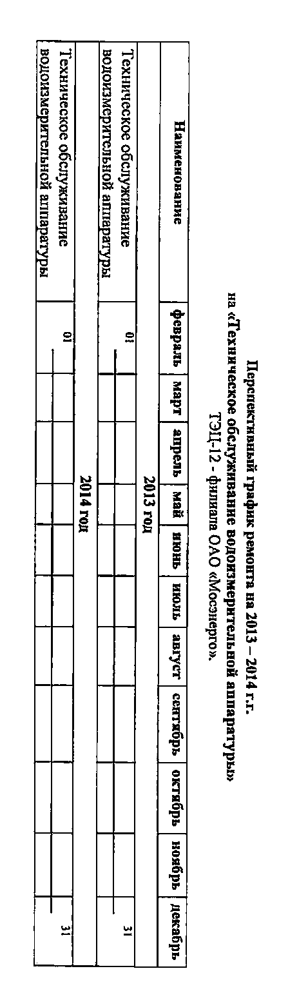 Перспективный график ремонта на 2013 – 2014 г.г.
на «Техническое обслуживание водоизмерительной аппаратуры»
ТЭЦ-12 - филиала ОАО «Мосэнерго».
Наименование февраль март апрель май июнь июль август сентябрь октябрь ноябрь декабрь
2013 год
Техническое обслуживание
водоизмерительной аппаратуры
01 31
2014 год
Техническое обслуживание
водоизмерительной аппаратуры
01 31